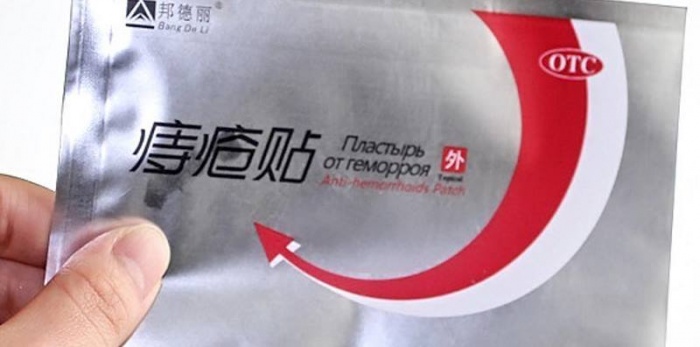 邦德丽
Bang De Li
OTC
痔疮贴
Пластырь
от геморроя
Anti-hemorrhoids Patch
外
Topical